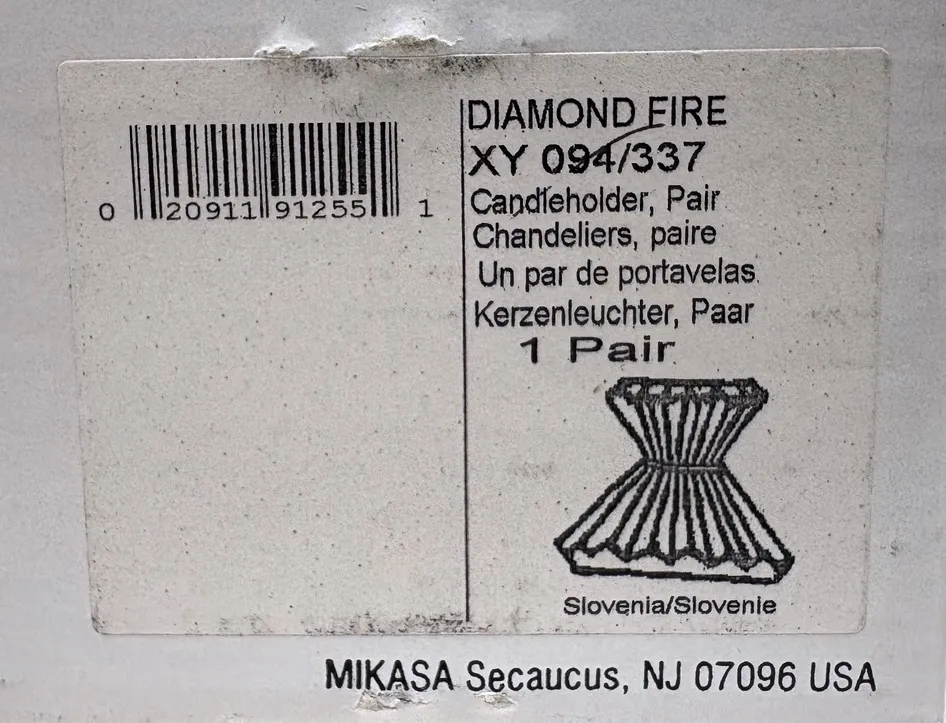 0 20911 91255 1
DIAMOND FIRE
XY 094/337
Candleholder, Pair
Chandeliers, paire
Un par de portavelas
Kerzenleuchter, Paar
1 Pair
Slovenia/Slovenie
MIKASA Secaucus, NJ 07096 USA